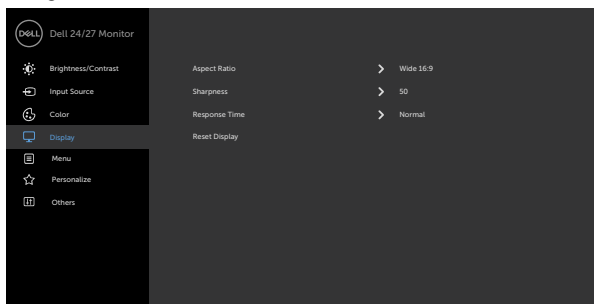 DELL Dell 24/27 Monitor
Brightness/Contrast
Input Source
Color
Display
Menu
Personalize
Others
Aspect Ratio Wide 16:9
Sharpness 50
Response Time Normal
Reset Display